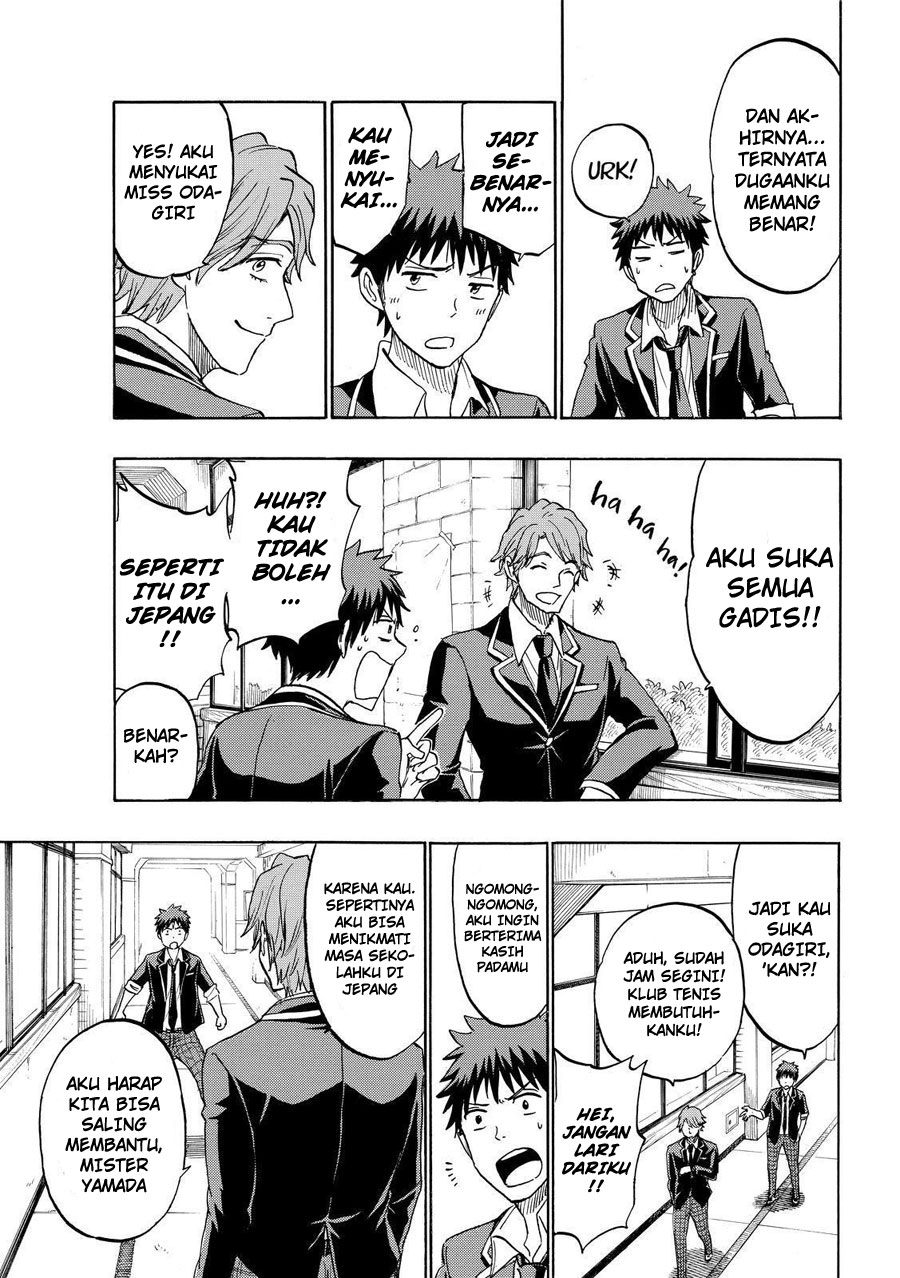 DAN AK-
HIRNYA...
TERNYATA
DUGAANKU
MEMANG
BENAR!
URK!
JADI
SE-
BENAR-
NYA...
KAU
ME-
NYU-
KAI...
YES! AKU
MENYUKAI
MISS ODA-
GIRI
AKU SUKA
SEMUA
GADIS!!
ha ha ha!
HUH?!
KAU
TIDAK
BOLEH
...
SEPERTI
ITU DI
JEPANG
!!
BENAR-
KAH?
JADI KAU
SUKA
ODAGIRI,
'KAN?!
ADUH, SUDAH
JAM SEGINI!
KLUB TENIS
MEMBUTUH-
KANKU!
HEI,
JANGAN
LARI
DARIKU
!!
NGOMONG-
NGOMONG,
AKU INGIN
BERTERIMA
KASIH
PADAMU
KARENA KAU.
SEPERTINYA
AKU BISA
MENIKMATI
MASA SEKO-
LAHKU DI
JEPANG
AKU HARAP
KITA BISA
SALING
MEMBANTU,
MISTER
YAMADA